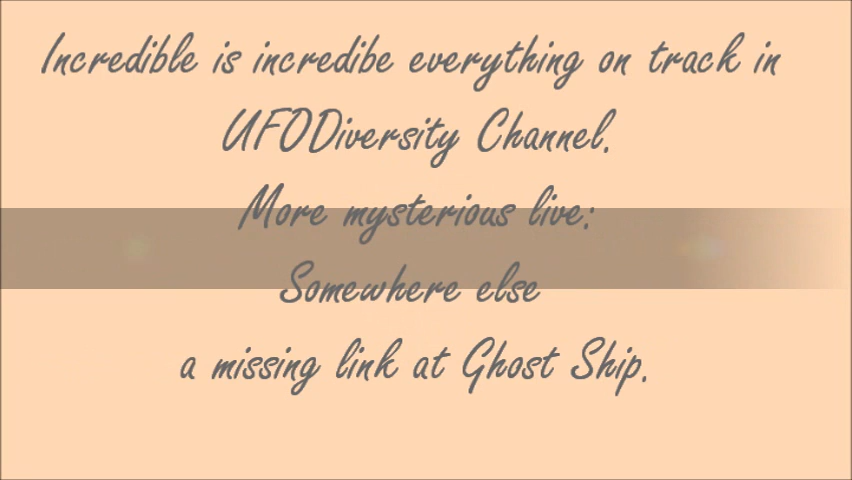 Incredible is incredibe everything on track in
UFODiversity Channel.
More mysterious live:
Somewhere else
a missing link at Ghost Ship.